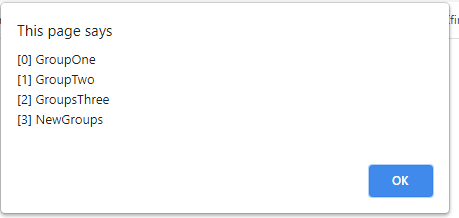 This page says
[0] GroupOne
[1] GroupTwo
[2] GroupsThree
[3] NewGroups
OK